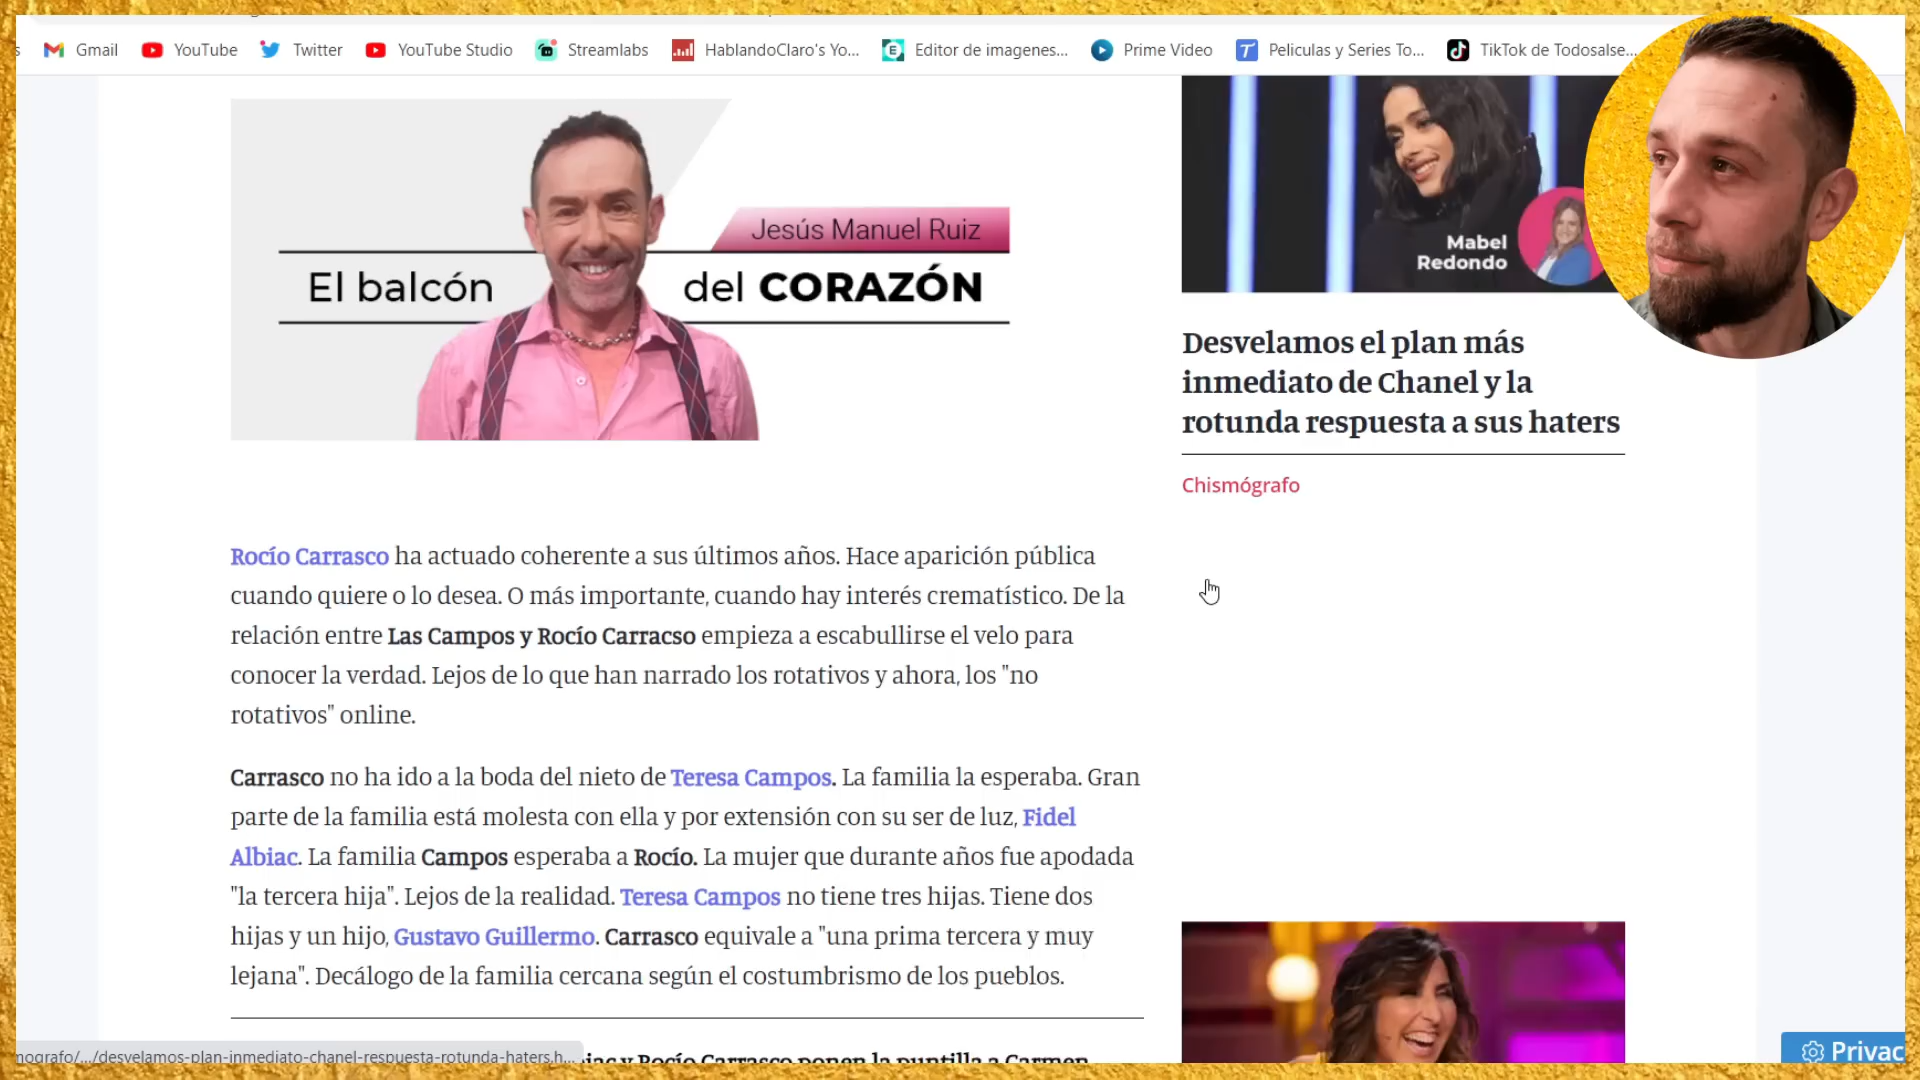 Gmail
YouTube
Twitter
YouTube Studio
Streamlabs
HablandoClaro's Yo...
Editor de imagenes...
Prime Video
Peliculas y Series To...
TikTok de Todosalse...
Jesús Manuel Ruiz
El balcón del CORAZÓN
Rocío Carrasco ha actuado coherente a sus últimos años. Hace aparición pública
cuando quiere o lo desea. O más importante, cuando hay interés crematístico. De la
relación entre Las Campos y Rocío Carracso empieza a escabullirse el velo para
conocer la verdad. Lejos de lo que han narrado los rotativos y ahora, los "no
rotativos" online.
Carrasco no ha ido a la boda del nieto de Teresa Campos. La familia la esperaba. Gran
parte de la familia está molesta con ella y por extensión con su ser de luz, Fidel
Albiac. La familia Campos esperaba a Rocío. La mujer que durante años fue apodada
"la tercera hija". Lejos de la realidad. Teresa Campos no tiene tres hijas. Tiene dos
hijas y un hijo, Gustavo Guillermo. Carrasco equivale a "una prima tercera y muy
lejana". Decálogo de la familia cercana según el costumbrismo de los pueblos.
y Rocío Carrasco ponen la puntilla a Carmen
Mabel
Redondo
Desvelamos el plan más
inmediato de Chanel y la
rotunda respuesta a sus haters
Chismógrafo
mografo/.../desvelamos-plan-inmediato-chanel-respuesta-rotunda-haters.h...
Privac